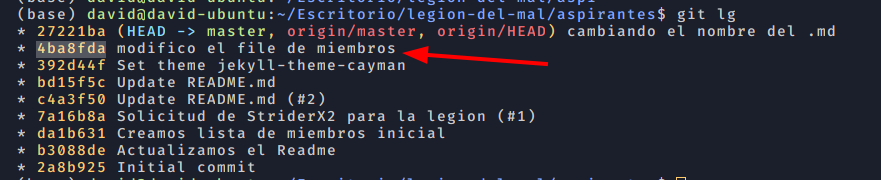 (base) david@david-ubuntu:~/Escritorio/legion-del-mal/aspirantes$ git lg
* 27221ba (HEAD -> master, origin/master, origin/HEAD) cambiando el nombre del .md
* 4ba8fda modifico el file de miembros
* 392d44f Set theme jekyll-theme-cayman
* bd15f5c Update README.md
* c4a3f50 Update README.md (#2)
* 7a16b8a Solicitud de StriderX2 para la legion (#1)
* da1b631 Creamos lista de miembros inicial
* b3088de Actualizamos el Readme
* 2a8b925 Initial commit